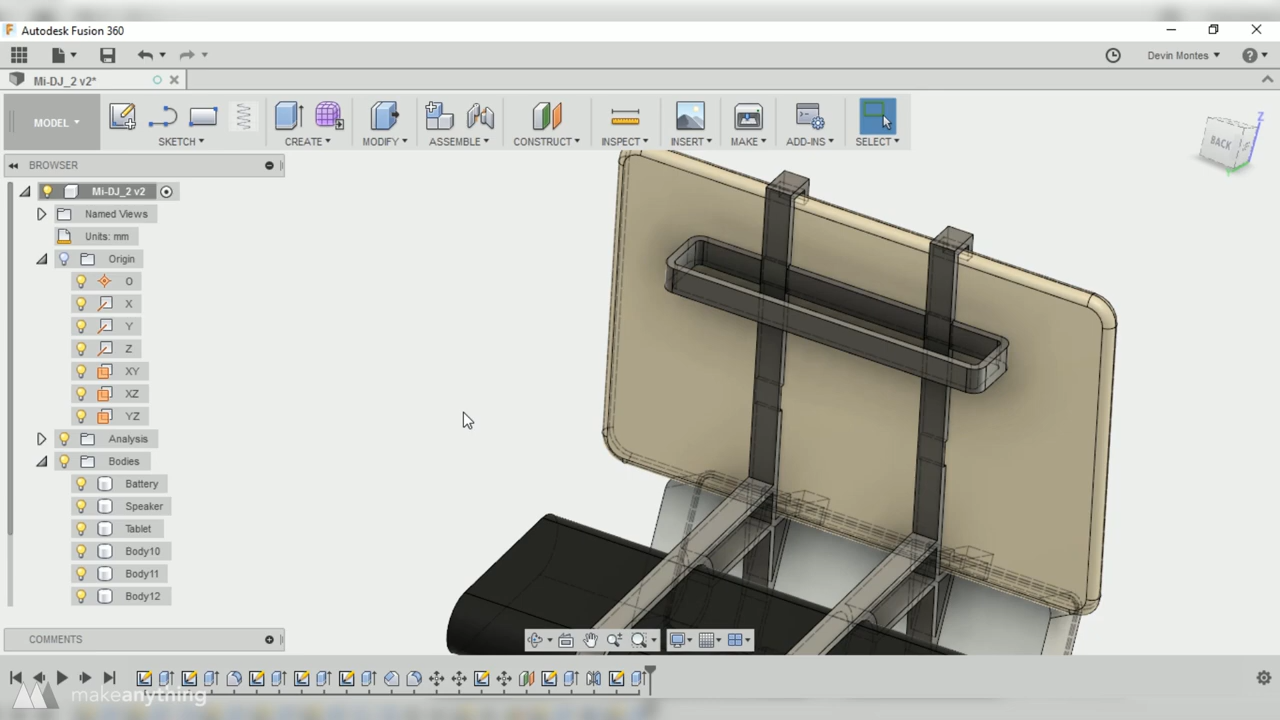 Autodesk Fusion 360
Devin Montes
Mi-DJ_2 v2*
MODEL
SKETCH
CREATE
MODIFY
ASSEMBLE
CONSTRUCT
INSPECT
INSERT
MAKE
ADD-INS
SELECT
BROWSER
Mi-DJ_2 v2
Named Views
Units: mm
Origin
O
X
Y
Z
XY
XZ
YZ
Analysis
Bodies
Battery
Speaker
Tablet
Body10
Body11
Body12
BACK
Z
COMMENTS
makeanything